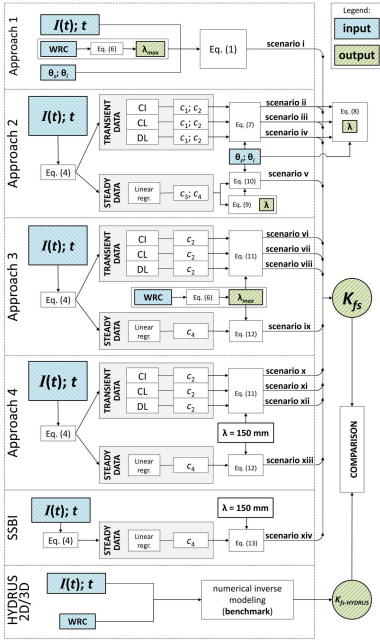 Legend:
input
output
Approach 1
I(t); t
WRC
Eq. (6)
λmax
θs; θi
Eq. (1)
scenario i
Approach 2
I(t); t
Eq. (4)
TRANSIENT DATA
CI
c1; c2
CL
c1; c2
DL
c1; c2
Eq. (7)
scenario ii
scenario iii
scenario iv
Eq. (8)
λ
θs; θi
STEADY DATA
Linear regr.
c3; c4
Eq. (10)
scenario v
Eq. (9)
λ
Approach 3
I(t); t
Eq. (4)
TRANSIENT DATA
CI
c2
CL
c2
DL
c2
Eq. (11)
scenario vi
scenario vii
scenario viii
WRC
Eq. (6)
λmax
STEADY DATA
Linear regr.
c4
Eq. (12)
scenario ix
Kfs
Approach 4
I(t); t
Eq. (4)
TRANSIENT DATA
CI
c2
CL
c2
DL
c2
Eq. (11)
scenario x
scenario xi
scenario xii
λ = 150 mm
STEADY DATA
Linear regr.
c4
Eq. (12)
scenario xiii
COMPARISON
SSBI
I(t); t
Eq. (4)
STEADY DATA
Linear regr.
c4
λ = 150 mm
Eq. (13)
scenario xiv
HYDRUS 2D/3D
I(t); t
WRC
numerical inverse
modeling
(benchmark)
Kfs-HYDRUS